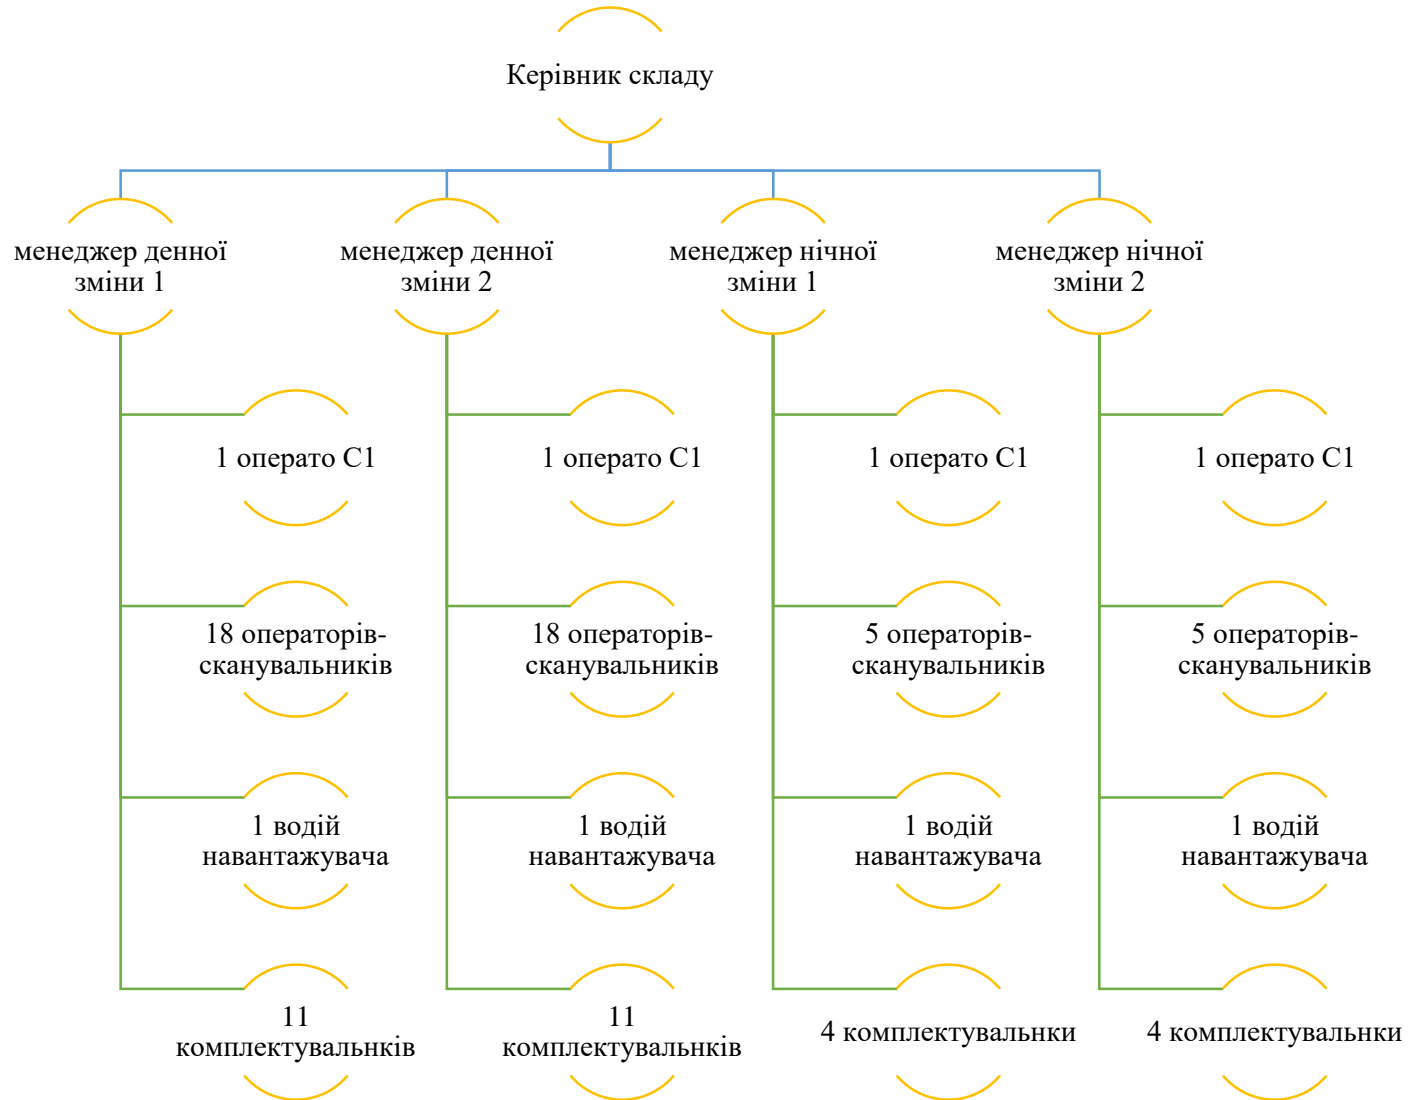 Керівник складу
менеджер денної
зміни 1
менеджер денної
зміни 2
менеджер нічної
зміни 1
менеджер нічної
зміни 2
1 операто С1
1 операто С1
1 операто С1
1 операто С1
18 операторів-
сканувальників
18 операторів-
сканувальників
5 операторів-
сканувальників
5 операторів-
сканувальників
1 водій
навантажувача
1 водій
навантажувача
1 водій
навантажувача
1 водій
навантажувача
11
комплектувальнків
11
комплектувальнків
4 комплектувальнки
4 комплектувальнки